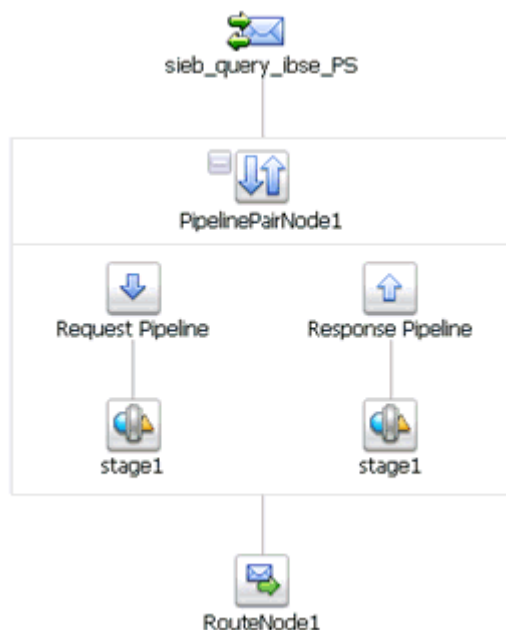 sieb_query_ibse_PS
PipelinePairNode1
Request Pipeline
Response Pipeline
stage1
stage1
RouteNode1